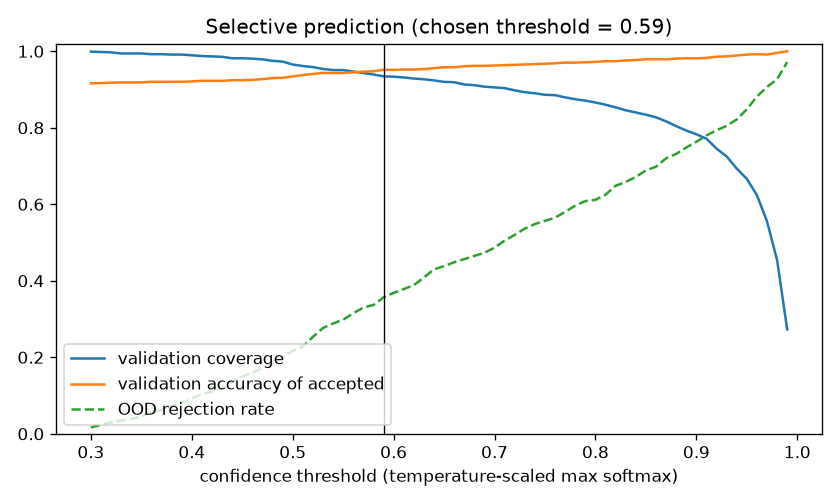 Selective prediction (chosen threshold = 0.59)
1.0
0.8
0.6
0.4
0.2
0.0
validation coverage
validation accuracy of accepted
OOD rejection rate
0.3 0.4 0.5 0.6 0.7 0.8 0.9 1.0
confidence threshold (temperature-scaled max softmax)